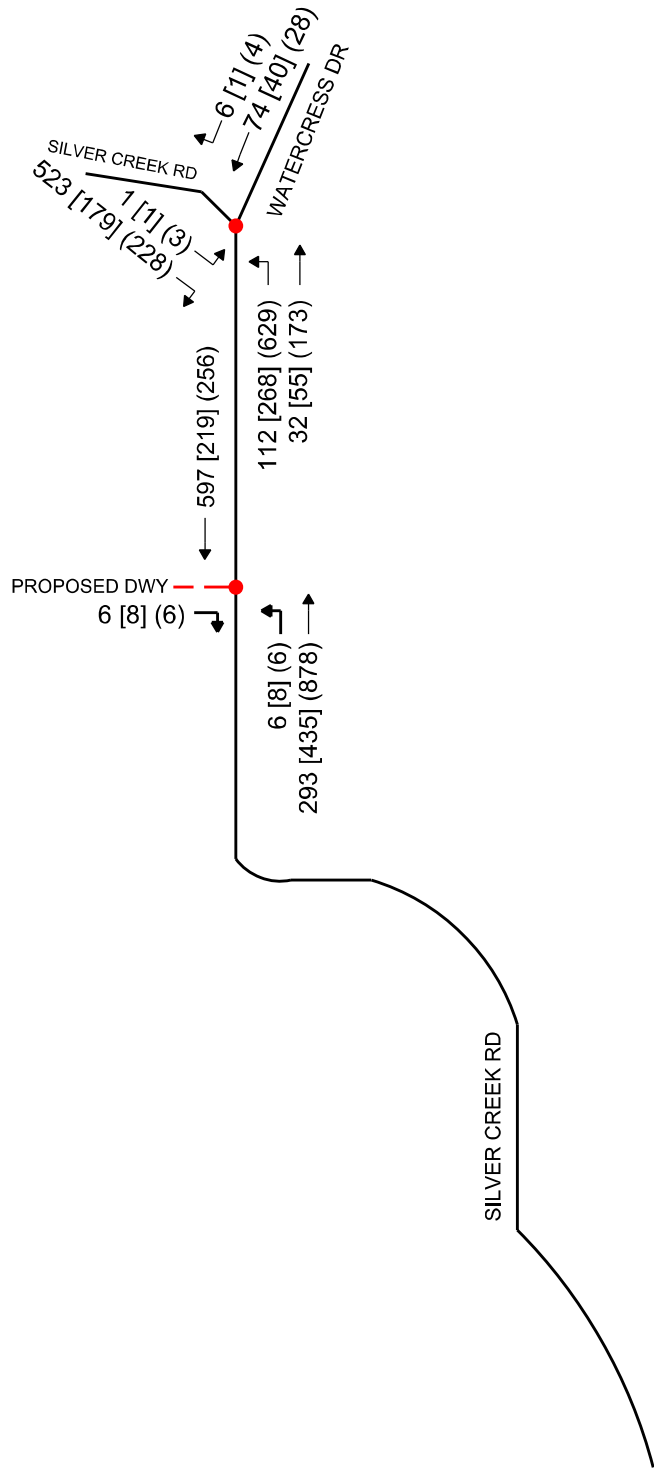 6 [1] (4)
74 [40] (28)
WATERCRESS DR
SILVER CREEK RD
1 [1] (3)
523 [179] (228)
112 [268] (629)
32 [55] (173)
597 [219] (256)
PROPOSED DWY
6 [8] (6)
6 [8] (6)
293 [435] (878)
SILVER CREEK RD